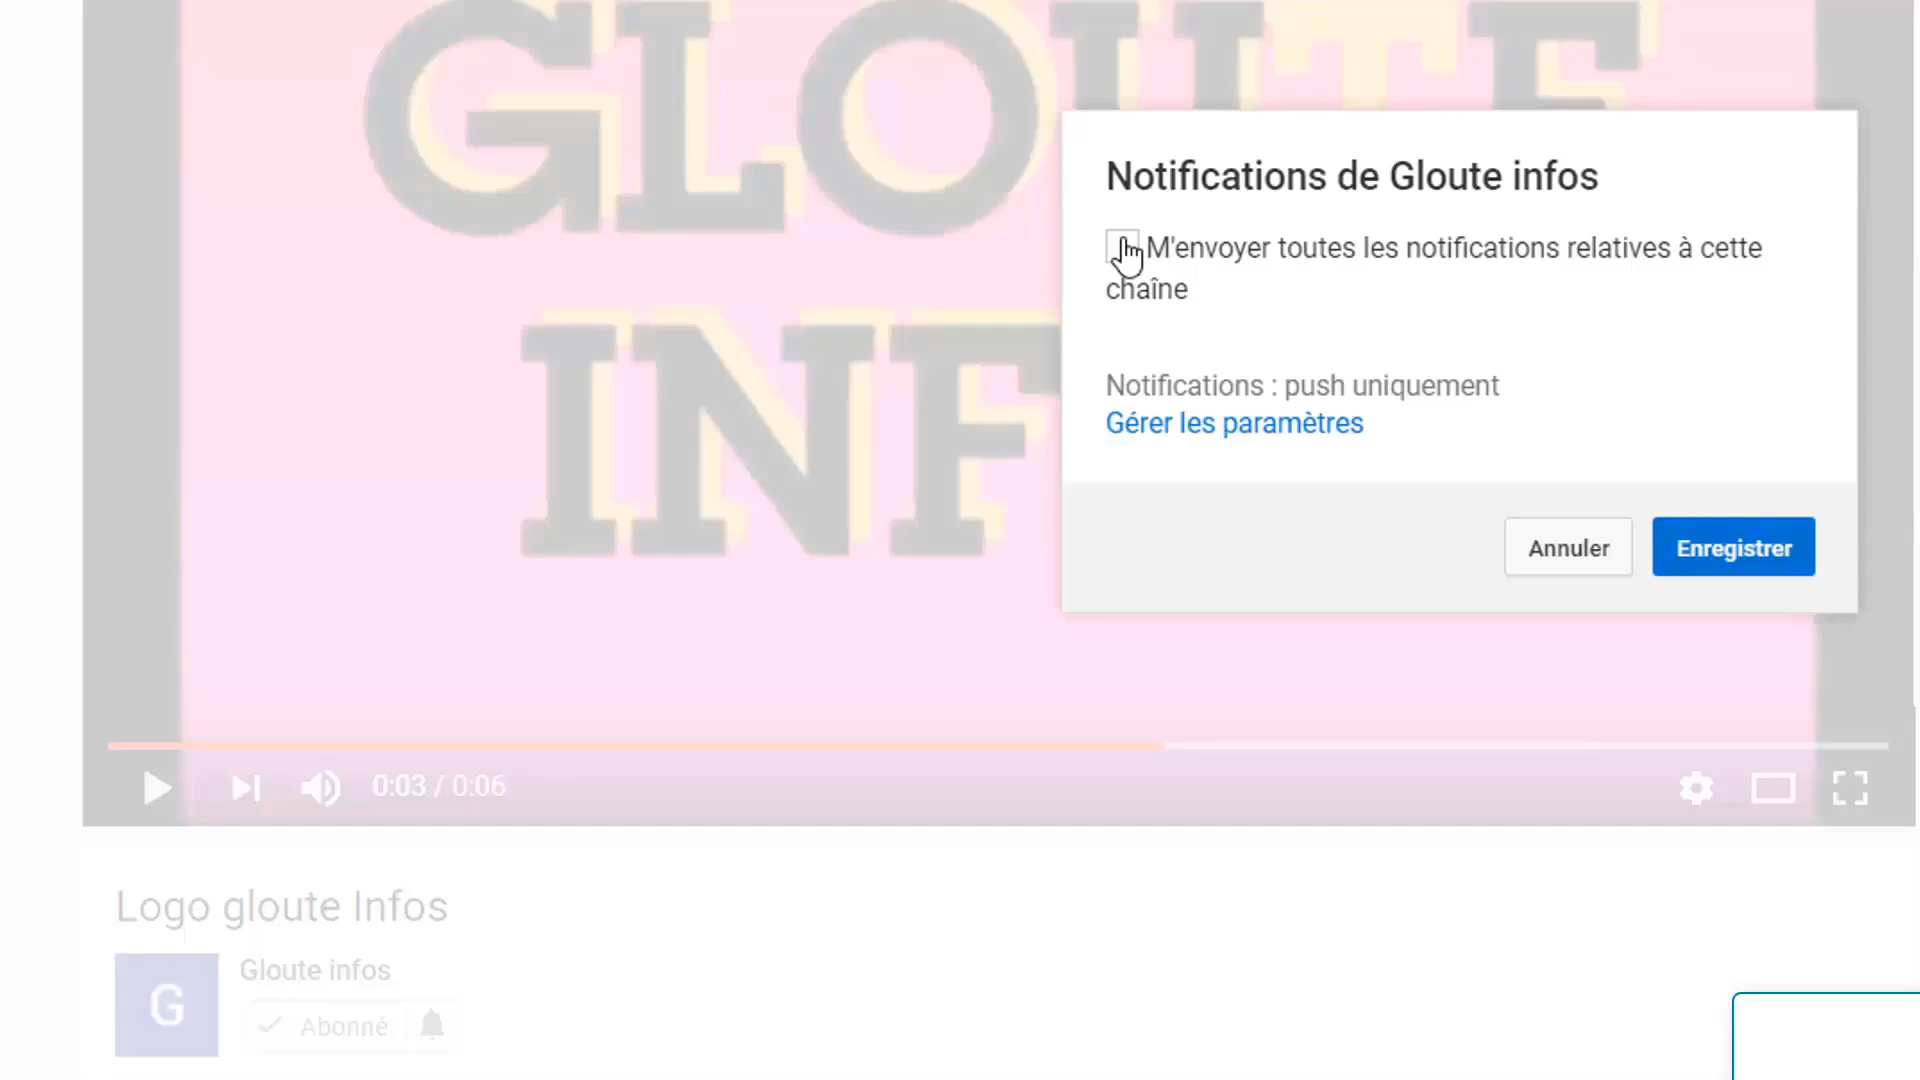 GLOUTE
INF
Notifications de Gloute infos
M'envoyer toutes les notifications relatives à cette
chaîne
Notifications : push uniquement
Gérer les paramètres
Annuler
Enregistrer
0:03 / 0:06
Logo gloute Infos
G
Gloute infos
Abonné